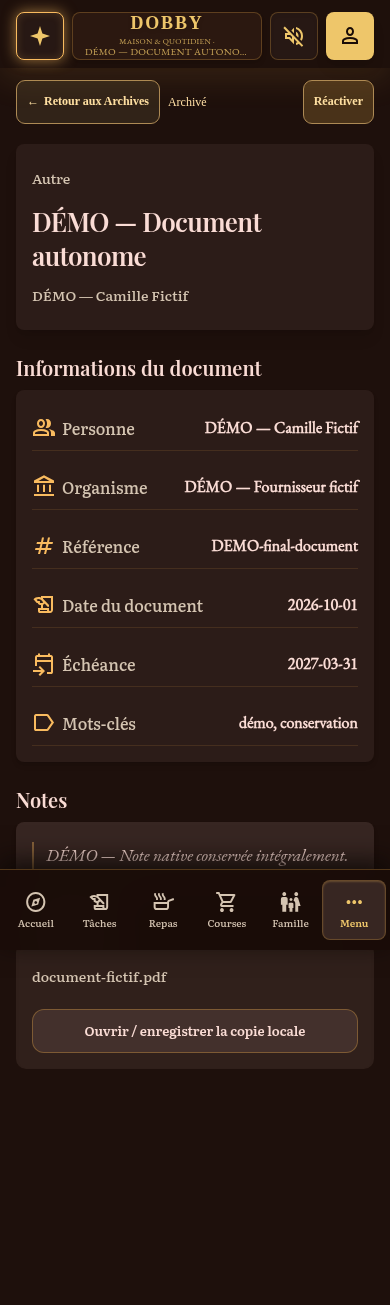 DOBBY
MAISON & QUOTIDIEN ·
DÉMO — DOCUMENT AUTONO…
← Retour aux Archives
Archivé
Réactiver
Autre
DÉMO — Document
autonome
DÉMO — Camille Fictif
Informations du document
Personne DÉMO — Camille Fictif
Organisme DÉMO — Fournisseur fictif
Référence DEMO-final-document
Date du document 2026-10-01
Échéance 2027-03-31
Mots-clés démo, conservation
Notes
DÉMO — Note native conservée intégralement.
Accueil Tâches Repas Courses Famille Menu
document-fictif.pdf
Ouvrir / enregistrer la copie locale